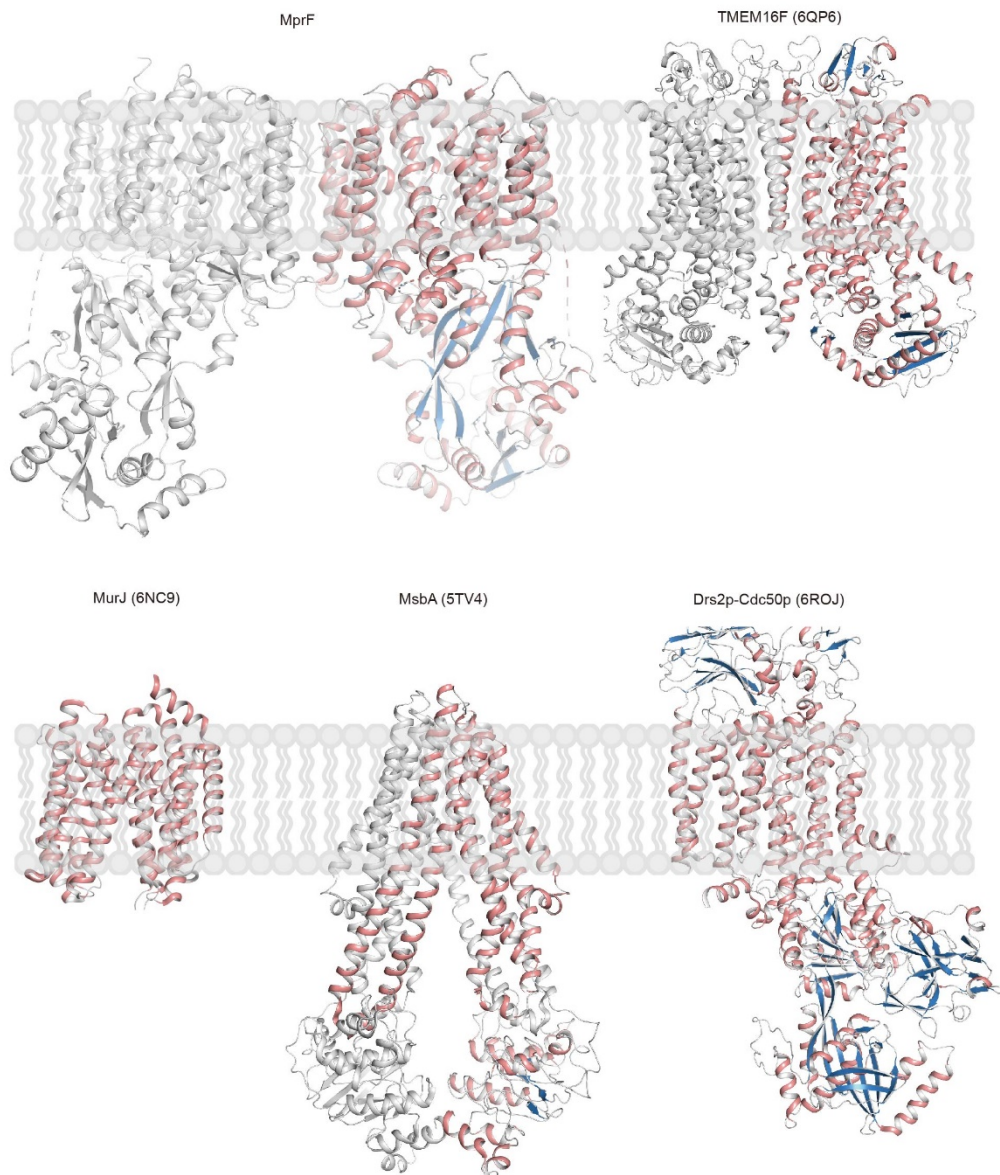 MprF
TMEM16F (6QP6)
MurJ (6NC9)
MsbA (5TV4)
Drs2p-Cdc50p (6ROJ)